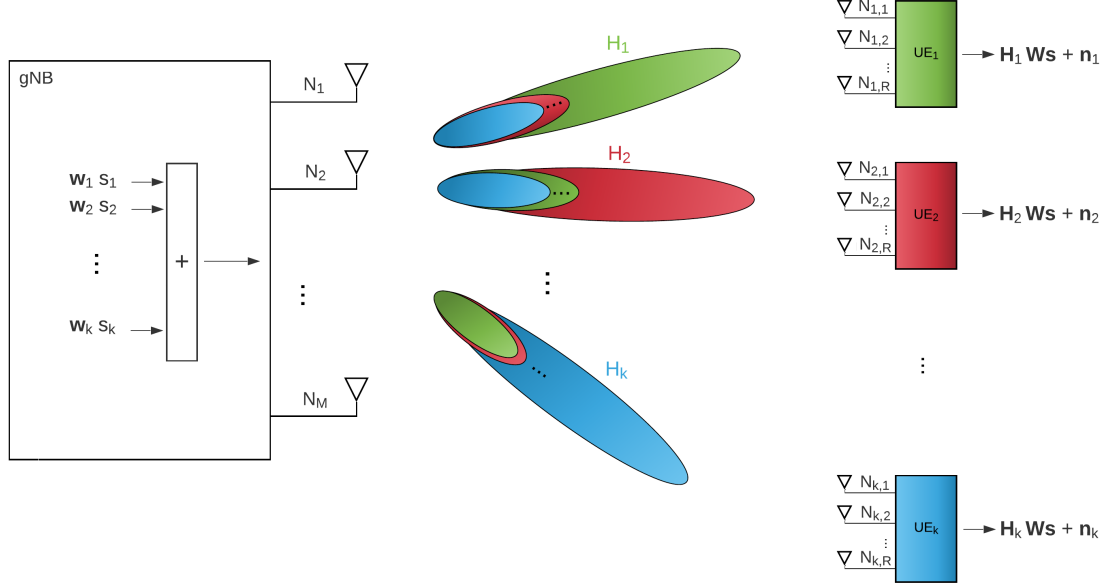 gNB
w₁ s₁
w₂ s₂
⋮
wₖ sₖ
+
N₁
N₂
⋮
N_M
H₁
...
H₂
...
⋮
Hₖ
...
N₁,₁
N₁,₂
⋮
N₁,R
UE₁
H₁ Ws + n₁
N₂,₁
N₂,₂
⋮
N₂,R
UE₂
H₂ Ws + n₂
⋮
Nₖ,₁
Nₖ,₂
⋮
Nₖ,R
UEₖ
Hₖ Ws + nₖ